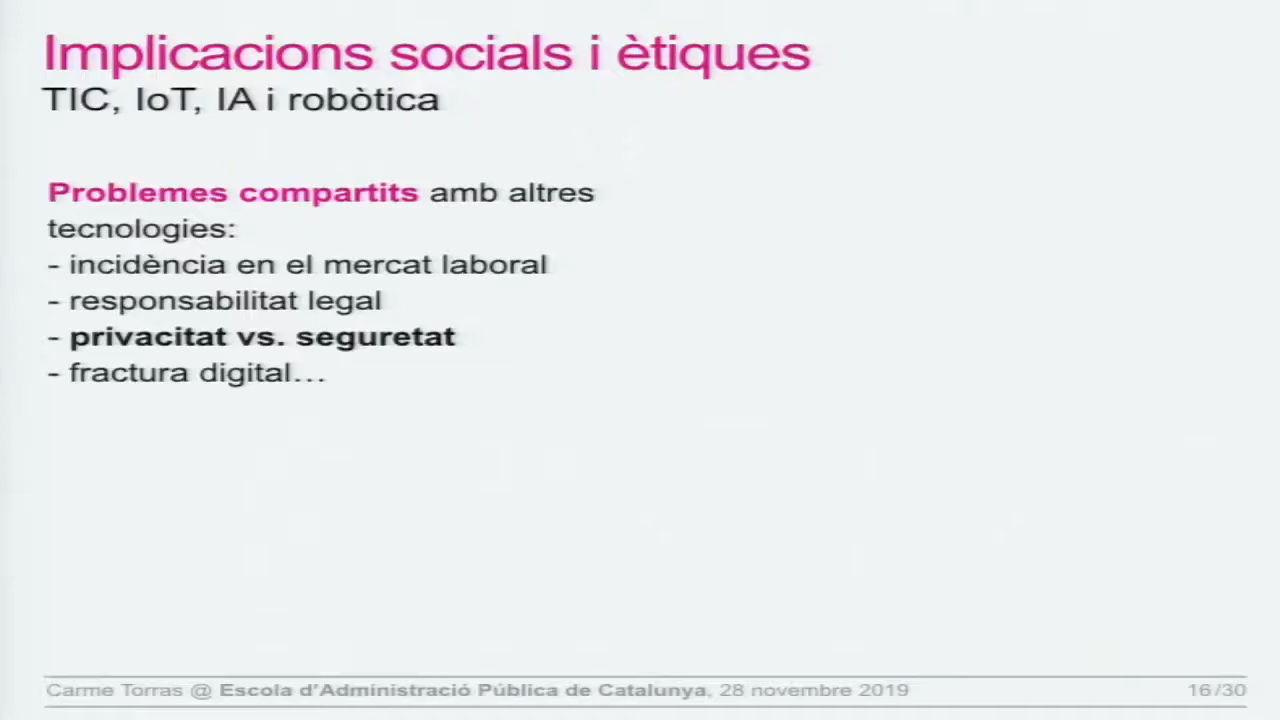 Implicacions socials i ètiques
TIC, IoT, IA i robòtica
Problemes compartits amb altres
tecnologies:
- incidència en el mercat laboral
- responsabilitat legal
- privacitat vs. seguretat
- fractura digital…
Carme Torras @ Escola d'Administració Pública de Catalunya, 28 novembre 2019
16/30